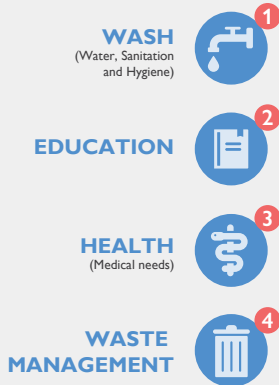 1
WASH
(Water, Sanitation
and Hygiene)
2
EDUCATION
3
HEALTH
(Medical needs)
4
WASTE
MANAGEMENT